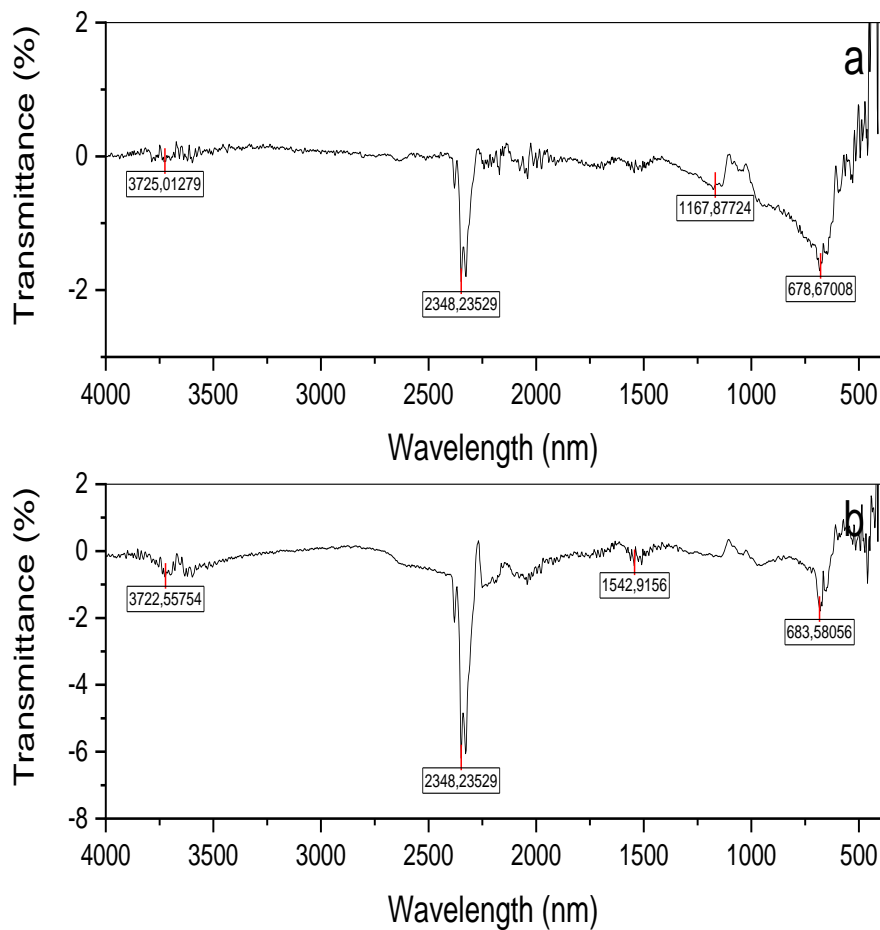 Transmittance (%)
2
0
-2
a
3725,01279
2348,23529
1167,87724
678,67008
4000 3500 3000 2500 2000 1500 1000 500
Wavelength (nm)
Transmittance (%)
2
0
-2
-4
-6
-8
b
3722,55754
2348,23529
1542,9156
683,58056
4000 3500 3000 2500 2000 1500 1000 500
Wavelength (nm)